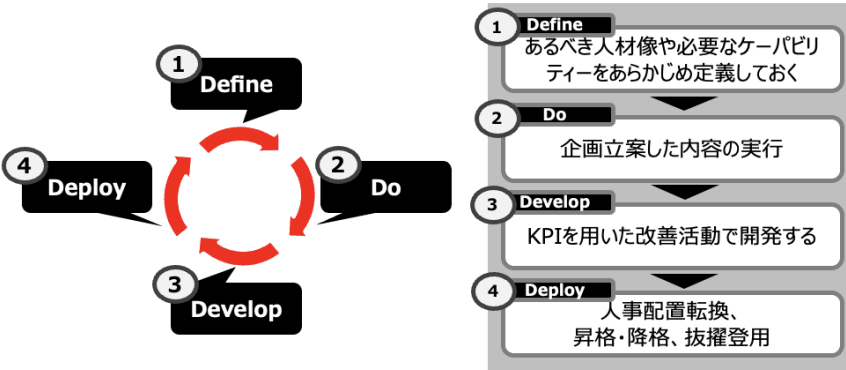 1
Define
2
Do
3
Develop
4
Deploy
1
Define
あるべき人材像や必要なケーパビリ
ティーをあらかじめ定義しておく
2
Do
企画立案した内容の実行
3
Develop
KPIを用いた改善活動で開発する
4
Deploy
人事配置転換、
昇格・降格、抜擢登用